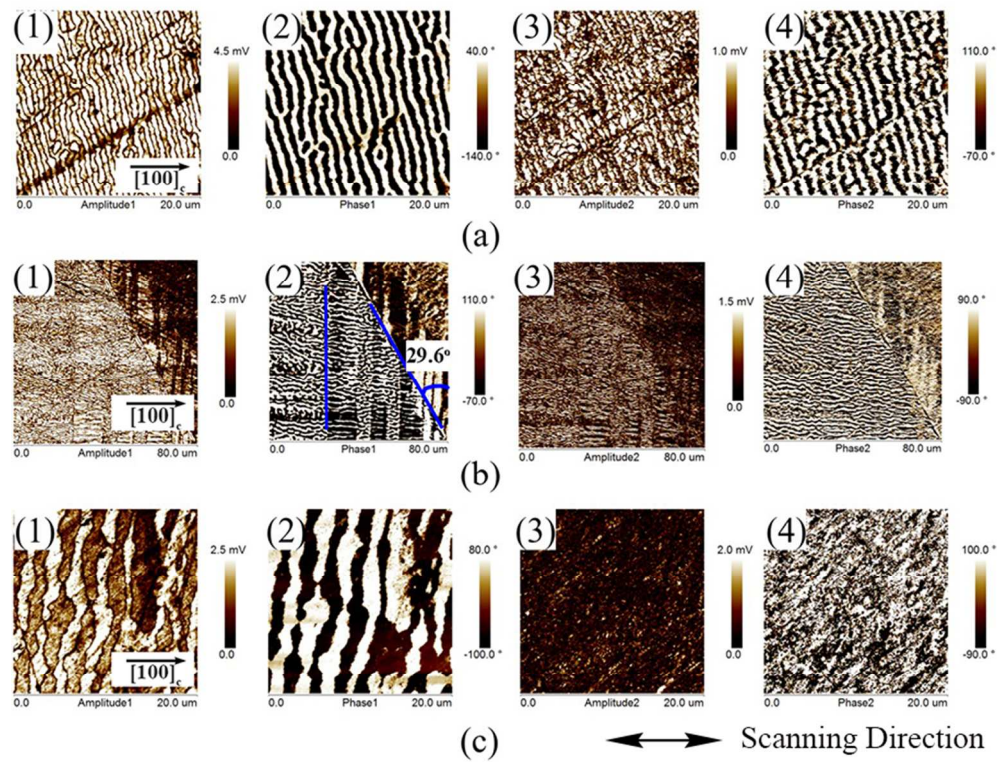 (1)
4.5 mV
0.0
[100]c
0.0 Amplitude1 20.0 um
(2)
40.0 °
-140.0 °
0.0 Phase1 20.0 um
(3)
1.0 mV
0.0
0.0 Amplitude2 20.0 um
(4)
110.0 °
-70.0 °
0.0 Phase2 20.0 um
(a)
(1)
2.5 mV
0.0
[100]c
0.0 Amplitude1 80.0 um
(2)
29.6°
110.0 °
-70.0 °
0.0 Phase1 80.0 um
(3)
1.5 mV
0.0
0.0 Amplitude2 80.0 um
(4)
90.0 °
-90.0 °
0.0 Phase2 80.0 um
(b)
(1)
2.5 mV
0.0
[100]c
0.0 Amplitude1 20.0 um
(2)
80.0 °
-100.0 °
0.0 Phase1 20.0 um
(3)
2.0 mV
0.0
0.0 Amplitude2 20.0 um
(4)
100.0 °
-90.0 °
0.0 Phase2 20.0 um
(c)
Scanning Direction